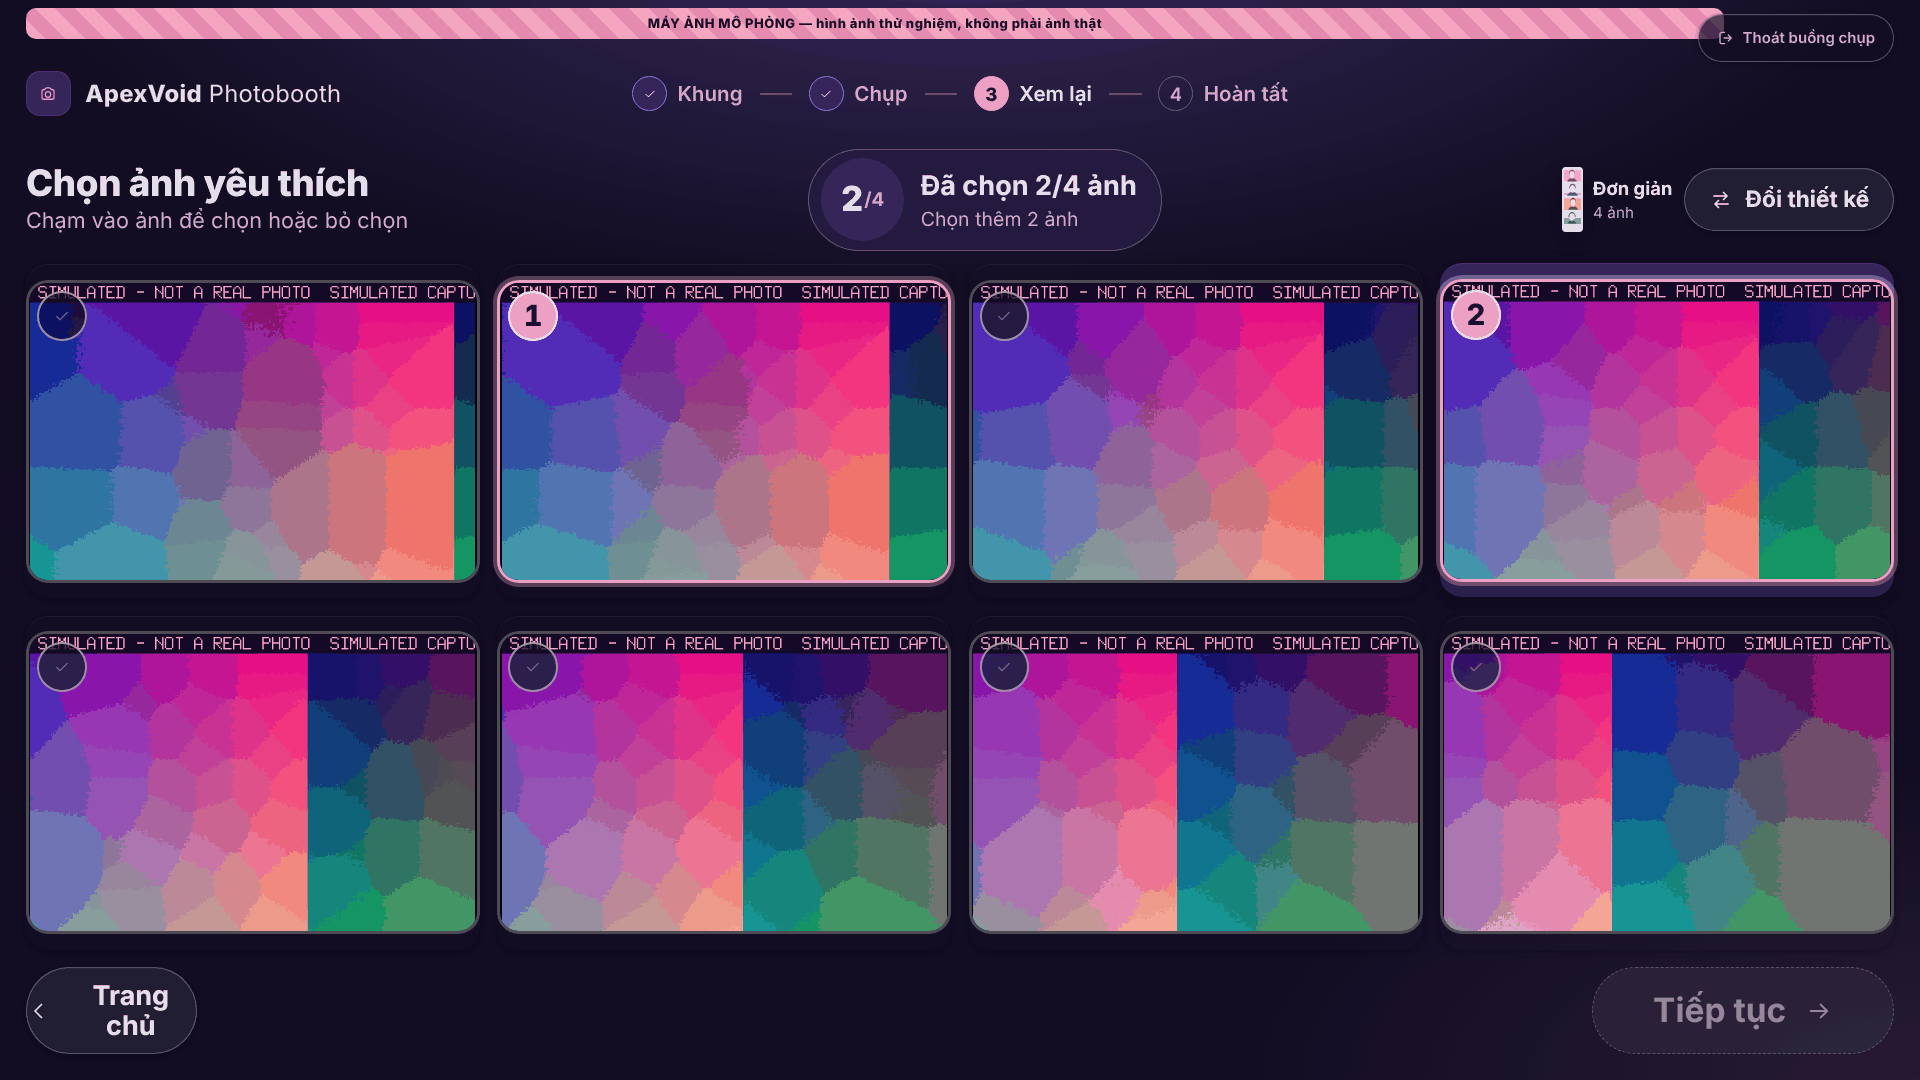 MÁY ẢNH MÔ PHỎNG — hình ảnh thử nghiệm, không phải ảnh thật
Thoát buồng chụp
ApexVoid Photobooth
Khung
Chụp
3 Xem lại
4 Hoàn tất
Chọn ảnh yêu thích
Chạm vào ảnh để chọn hoặc bỏ chọn
2/4
Đã chọn 2/4 ảnh
Chọn thêm 2 ảnh
Đơn giản
4 ảnh
Đổi thiết kế
SIMULATED - NOT A REAL PHOTO SIMULATED CAPTU
SIMULATED - NOT A REAL PHOTO SIMULATED CAPTU
1
SIMULATED - NOT A REAL PHOTO SIMULATED CAPTU
SIMULATED - NOT A REAL PHOTO SIMULATED CAPTU
2
SIMULATED - NOT A REAL PHOTO SIMULATED CAPTU
SIMULATED - NOT A REAL PHOTO SIMULATED CAPTU
SIMULATED - NOT A REAL PHOTO SIMULATED CAPTU
SIMULATED - NOT A REAL PHOTO SIMULATED CAPTU
Trang
chủ
Tiếp tục